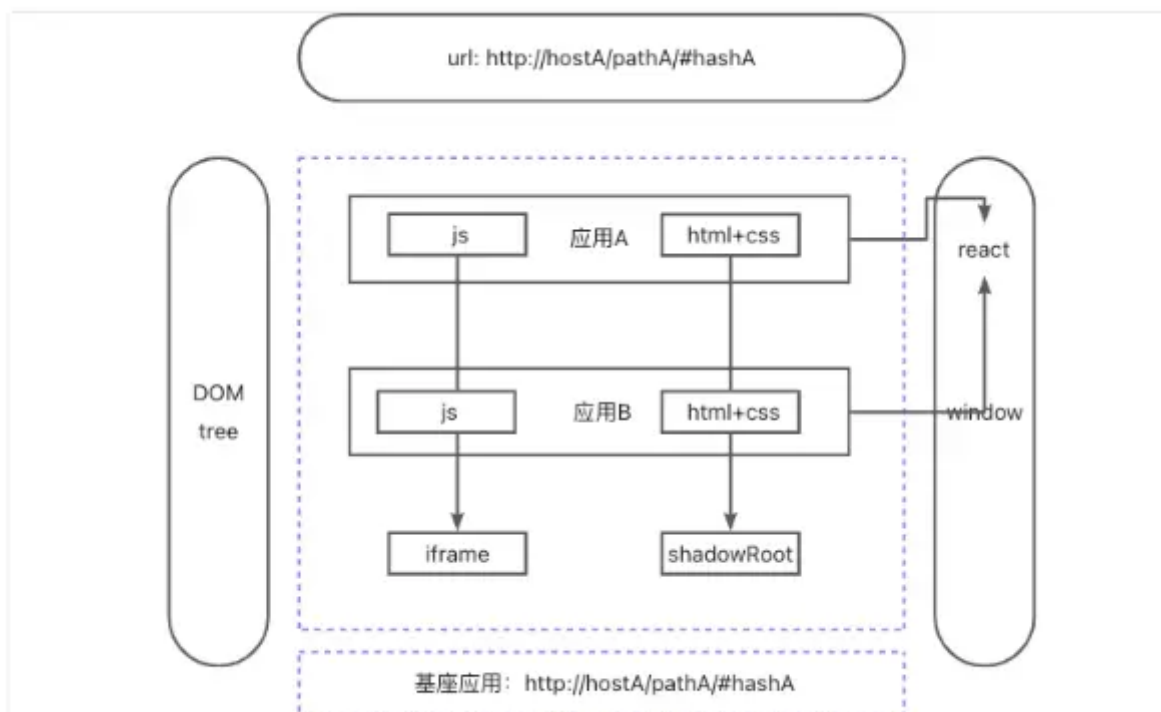 url: http://hostA/pathA/#hashA
js
应用A
html+css
react
DOM
tree
js
应用B
html+css
window
iframe
shadowRoot
基座应用：http://hostA/pathA/#hashA